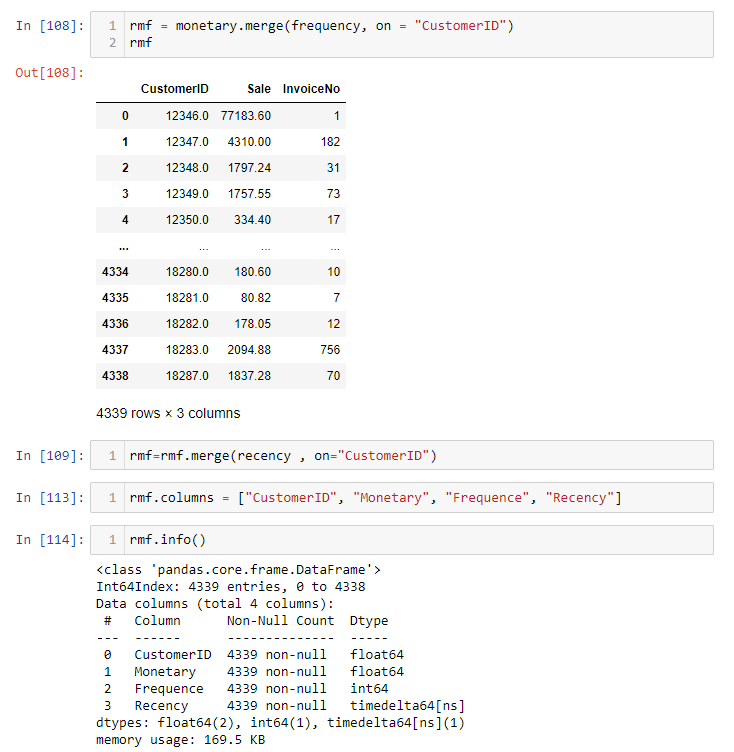 In [108]: 1 rmf = monetary.merge(frequency, on = "CustomerID")
2 rmf
Out[108]:
CustomerID Sale InvoiceNo
0 12346.0 77183.60 1
1 12347.0 4310.00 182
2 12348.0 1797.24 31
3 12349.0 1757.55 73
4 12350.0 334.40 17
... ... ... ...
4334 18280.0 180.60 10
4335 18281.0 80.82 7
4336 18282.0 178.05 12
4337 18283.0 2094.88 756
4338 18287.0 1837.28 70
4339 rows × 3 columns
In [109]: 1 rmf=rmf.merge(recency , on="CustomerID")
In [113]: 1 rmf.columns = ["CustomerID", "Monetary", "Frequence", "Recency"]
In [114]: 1 rmf.info()
<class 'pandas.core.frame.DataFrame'>
Int64Index: 4339 entries, 0 to 4338
Data columns (total 4 columns):
# Column Non-Null Count Dtype
--- ------ -------------- -----
0 CustomerID 4339 non-null float64
1 Monetary 4339 non-null float64
2 Frequence 4339 non-null int64
3 Recency 4339 non-null timedelta64[ns]
dtypes: float64(2), int64(1), timedelta64[ns](1)
memory usage: 169.5 KB